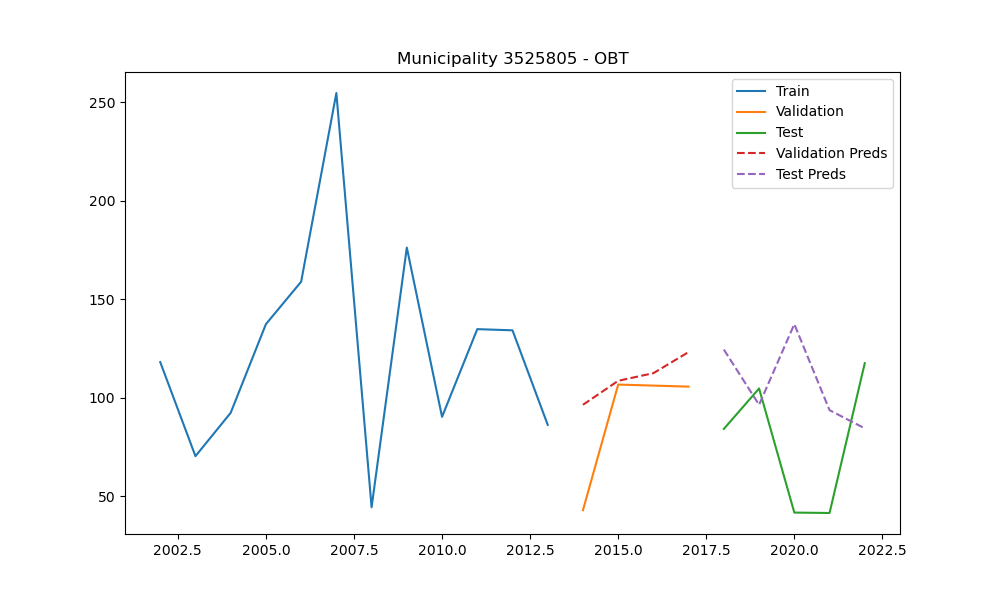 Municipality 3525805 - OBT
Train
Validation
Test
Validation Preds
Test Preds
250
200
150
100
50
2002.5 2005.0 2007.5 2010.0 2012.5 2015.0 2017.5 2020.0 2022.5